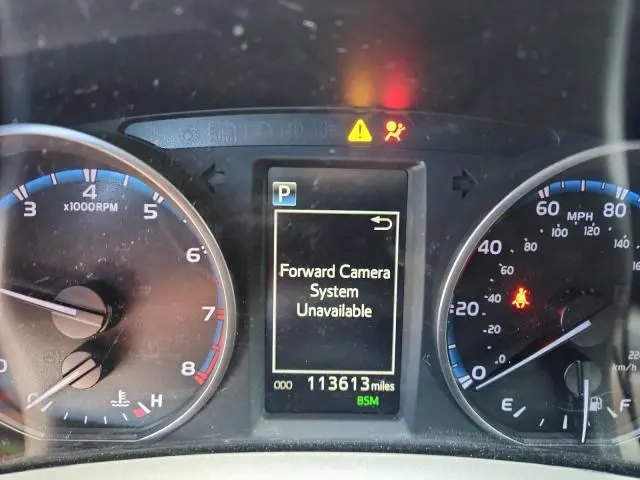 3 4 5 6 7 8
x1000RPM
H
P
Forward Camera
System
Unavailable
ODO 113613 miles
BSM
0 20 40 60 80
MPH
0 20 40 60 80 100 120 140
km/h
E F